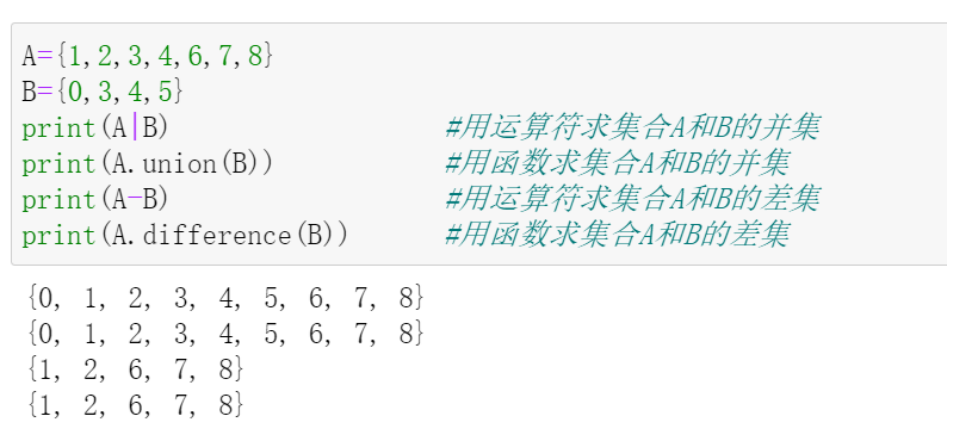 A={1,2,3,4,6,7,8}
B={0,3,4,5}
print(A|B) #用运算符求集合A和B的并集
print(A.union(B)) #用函数求集合A和B的并集
print(A-B) #用运算符求集合A和B的差集
print(A.difference(B)) #用函数求集合A和B的差集
{0, 1, 2, 3, 4, 5, 6, 7, 8}
{0, 1, 2, 3, 4, 5, 6, 7, 8}
{1, 2, 6, 7, 8}
{1, 2, 6, 7, 8}